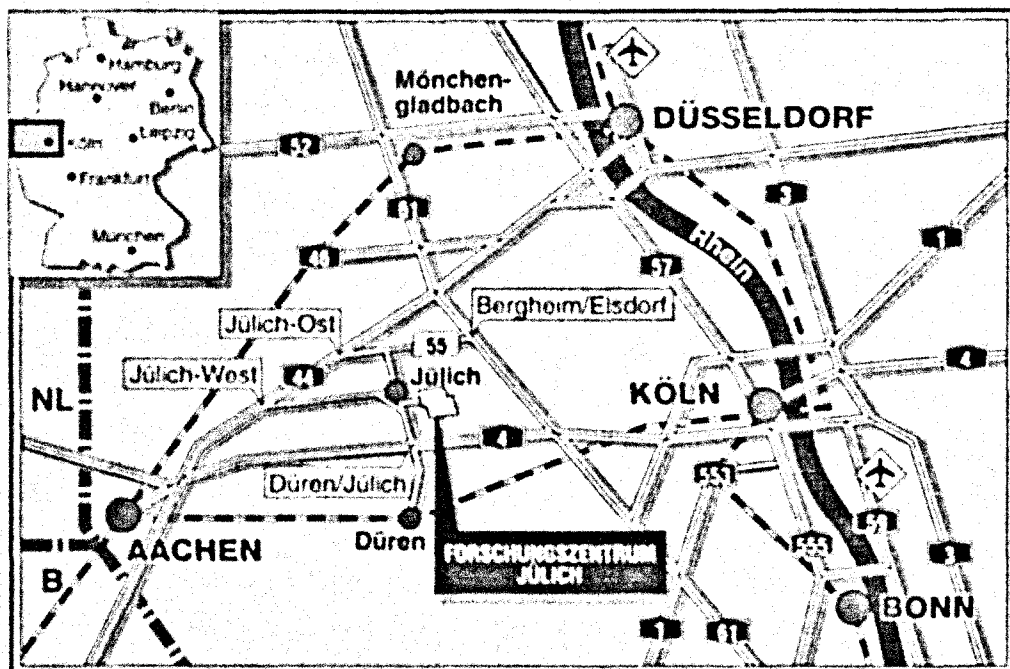 Hamburg
Hannover
Berlin
Leipzig
Köln
Frankfurt
München
Mönchen-
gladbach
DÜSSELDORF
52
61
46
3
1
57
Rhein
Bergheim/Elsdorf
Jülich-Ost
55
4
44
Jülich-West
Jülich
NL
KÖLN
4
553
Düren/Jülich
AACHEN
Düren
59
555
3
B
FORSCHUNGSZENTRUM
JÜLICH
BONN
1
61